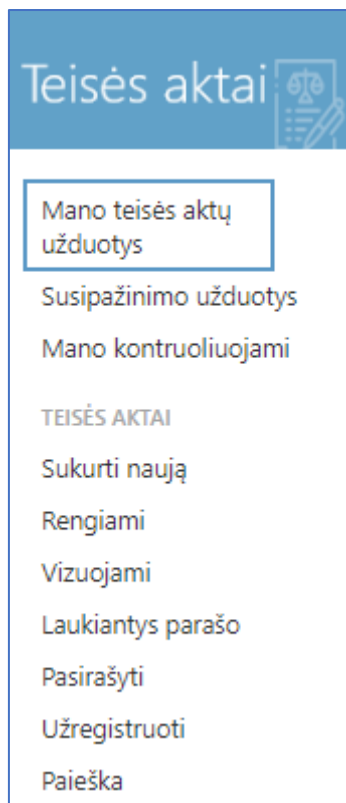 Teisės aktai
Mano teisės aktų
užduotys
Susipažinimo užduotys
Mano kontruoliuojami
TEISĖS AKTAI
Sukurti naują
Rengiami
Vizuojami
Laukiantys parašo
Pasirašyti
Užregistruoti
Paieška